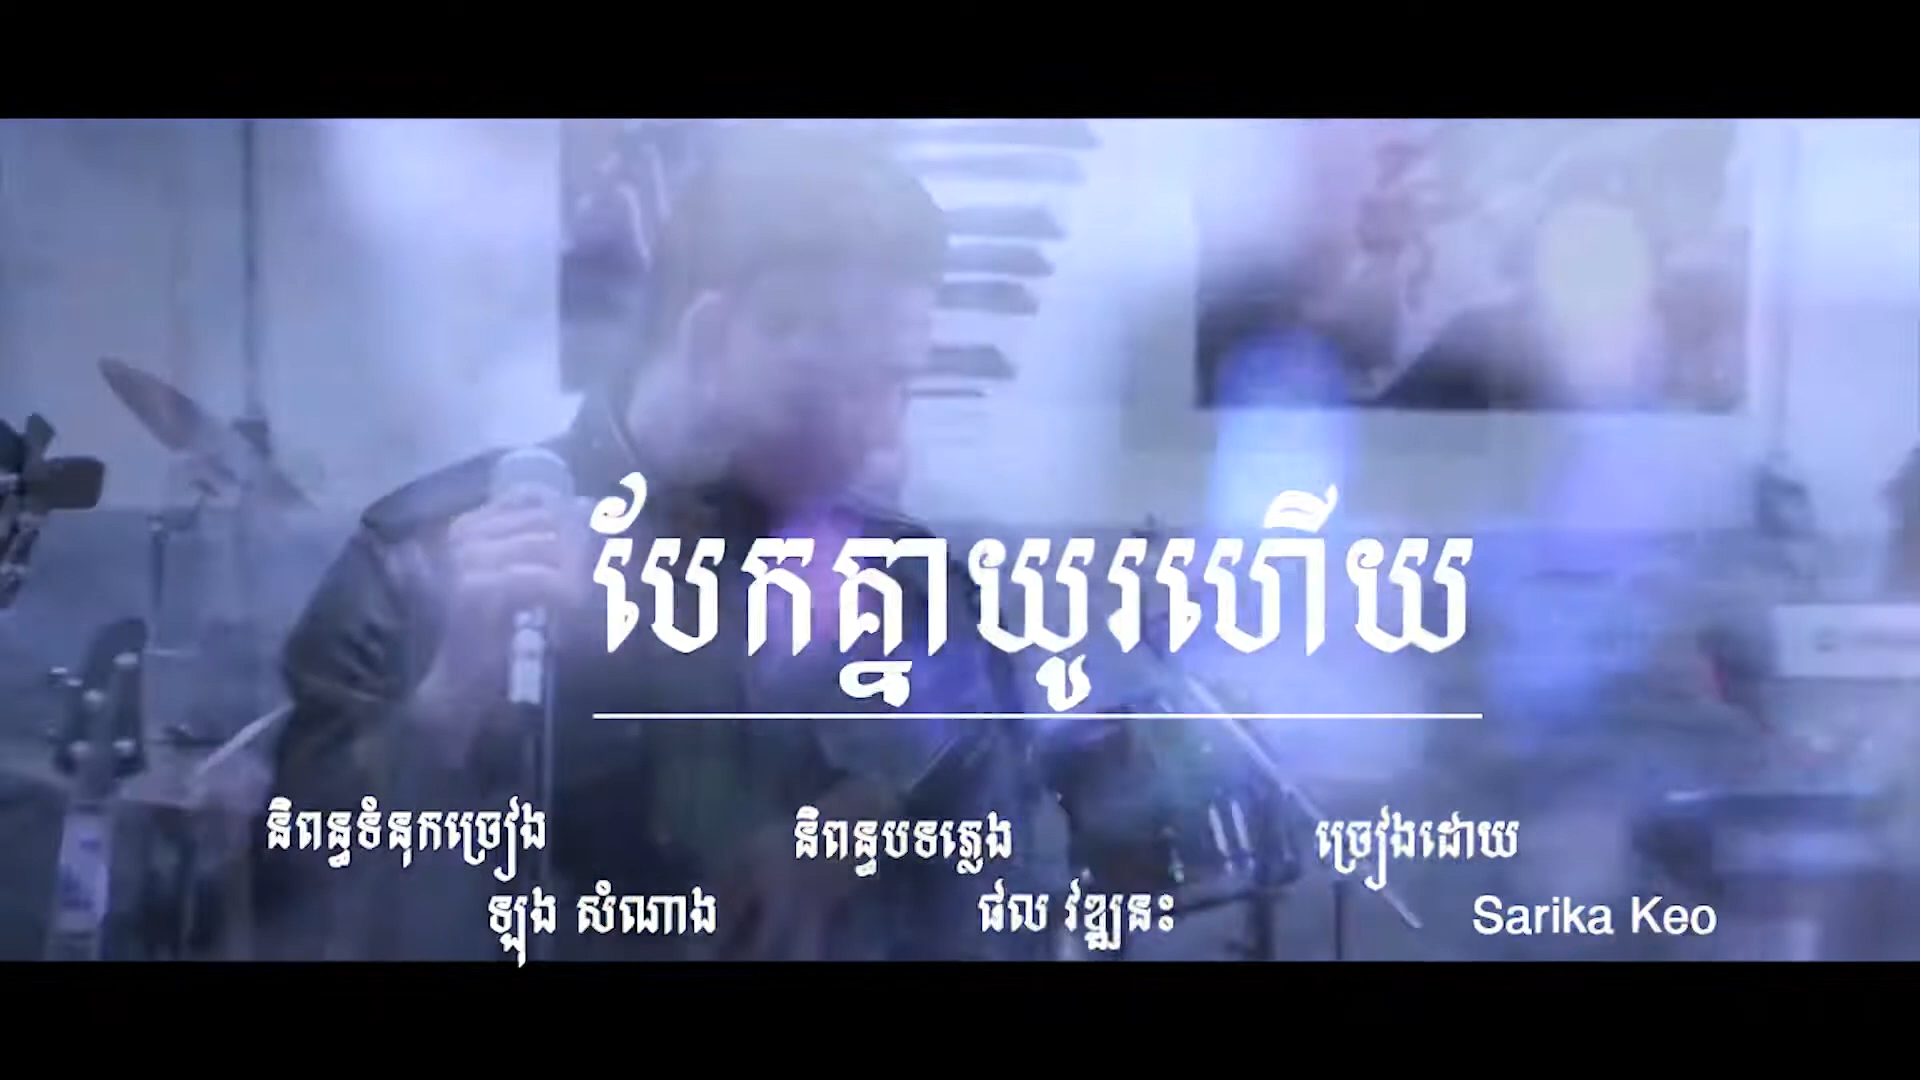 បែកគ្នាយូរហើយ
និពន្ធទំនុកច្រៀង
ឡុង សំណាង
និពន្ធបទភ្លេង
ផល វឌ្ឍនះ
ច្រៀងដោយ
Sarika Keo